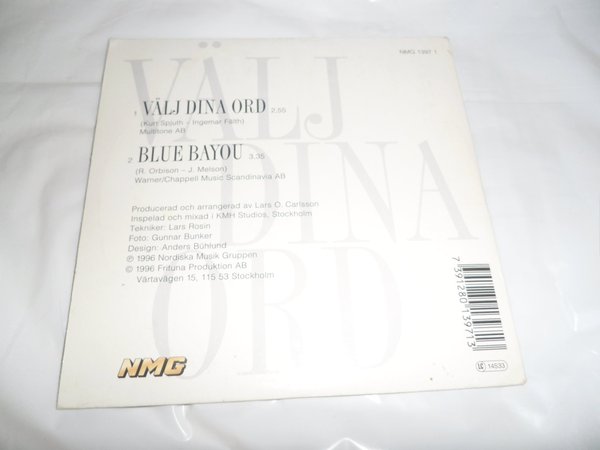 VÄLJ
DINA
ORD
NMG 1397 1
1 VÄLJ DINA ORD 2.55
(Kurt Spjuth – Ingemar Fälth)
Multitone AB
2 BLUE BAYOU 3.35
(R. Orbison – J. Melson)
Warner/Chappell Music Scandinavia AB
Producerad och arrangerad av Lars O. Carlsson
Inspelad och mixad i KMH Studios, Stockholm
Tekniker: Lars Rosin
Foto: Gunnar Bunker
Design: Anders Bühlund
℗ 1996 Nordiska Musik Gruppen
© 1996 Frituna Produktion AB
Värtavägen 15, 115 53 Stockholm
7 391280 139713
NMG
14533